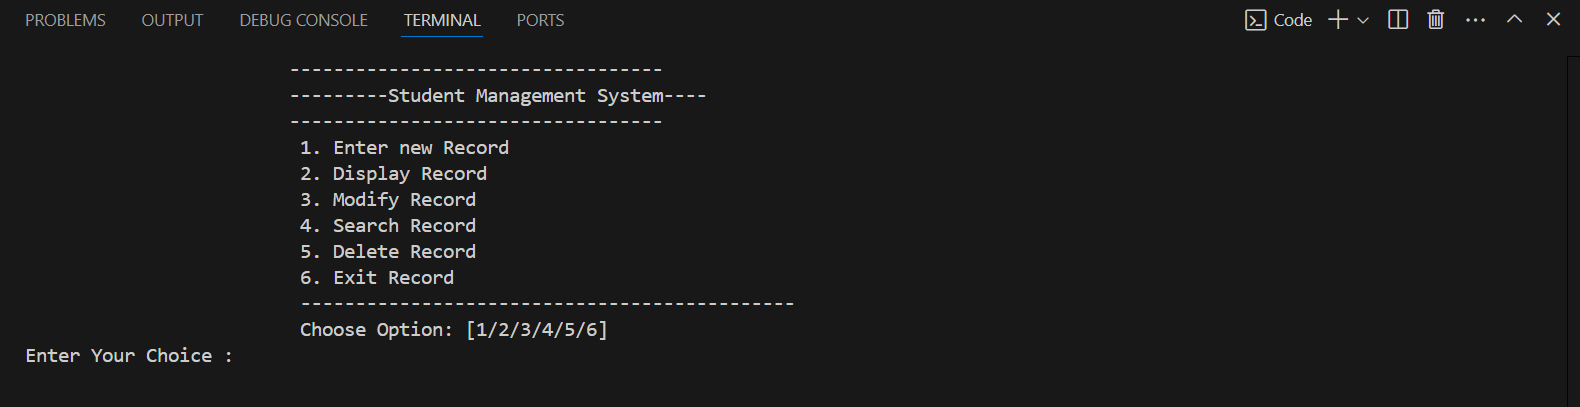 PROBLEMS OUTPUT DEBUG CONSOLE TERMINAL PORTS Code
----------------------------------
---------Student Management System----
----------------------------------
1. Enter new Record
2. Display Record
3. Modify Record
4. Search Record
5. Delete Record
6. Exit Record
---------------------------------------------
Choose Option: [1/2/3/4/5/6]
Enter Your Choice :